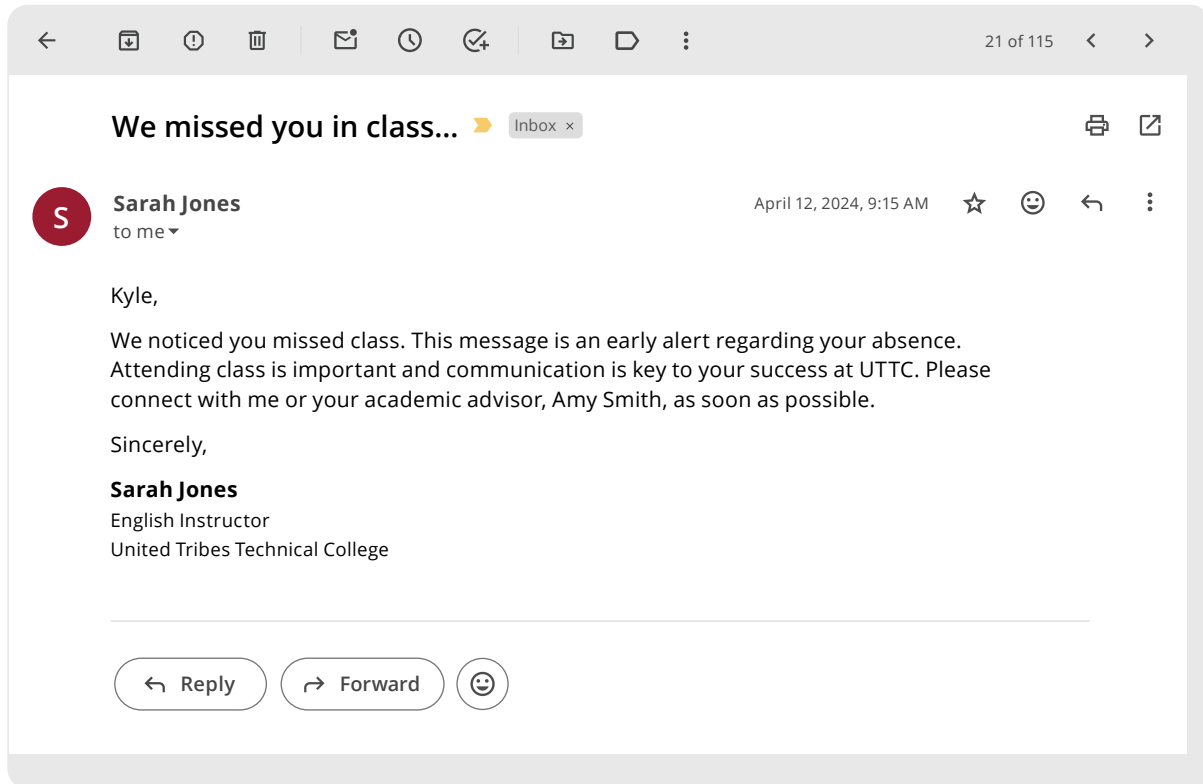 21 of 115
We missed you in class... Inbox ×
S
Sarah Jones April 12, 2024, 9:15 AM
to me
Kyle,
We noticed you missed class. This message is an early alert regarding your absence.
Attending class is important and communication is key to your success at UTTC. Please
connect with me or your academic advisor, Amy Smith, as soon as possible.
Sincerely,
Sarah Jones
English Instructor
United Tribes Technical College
Reply Forward